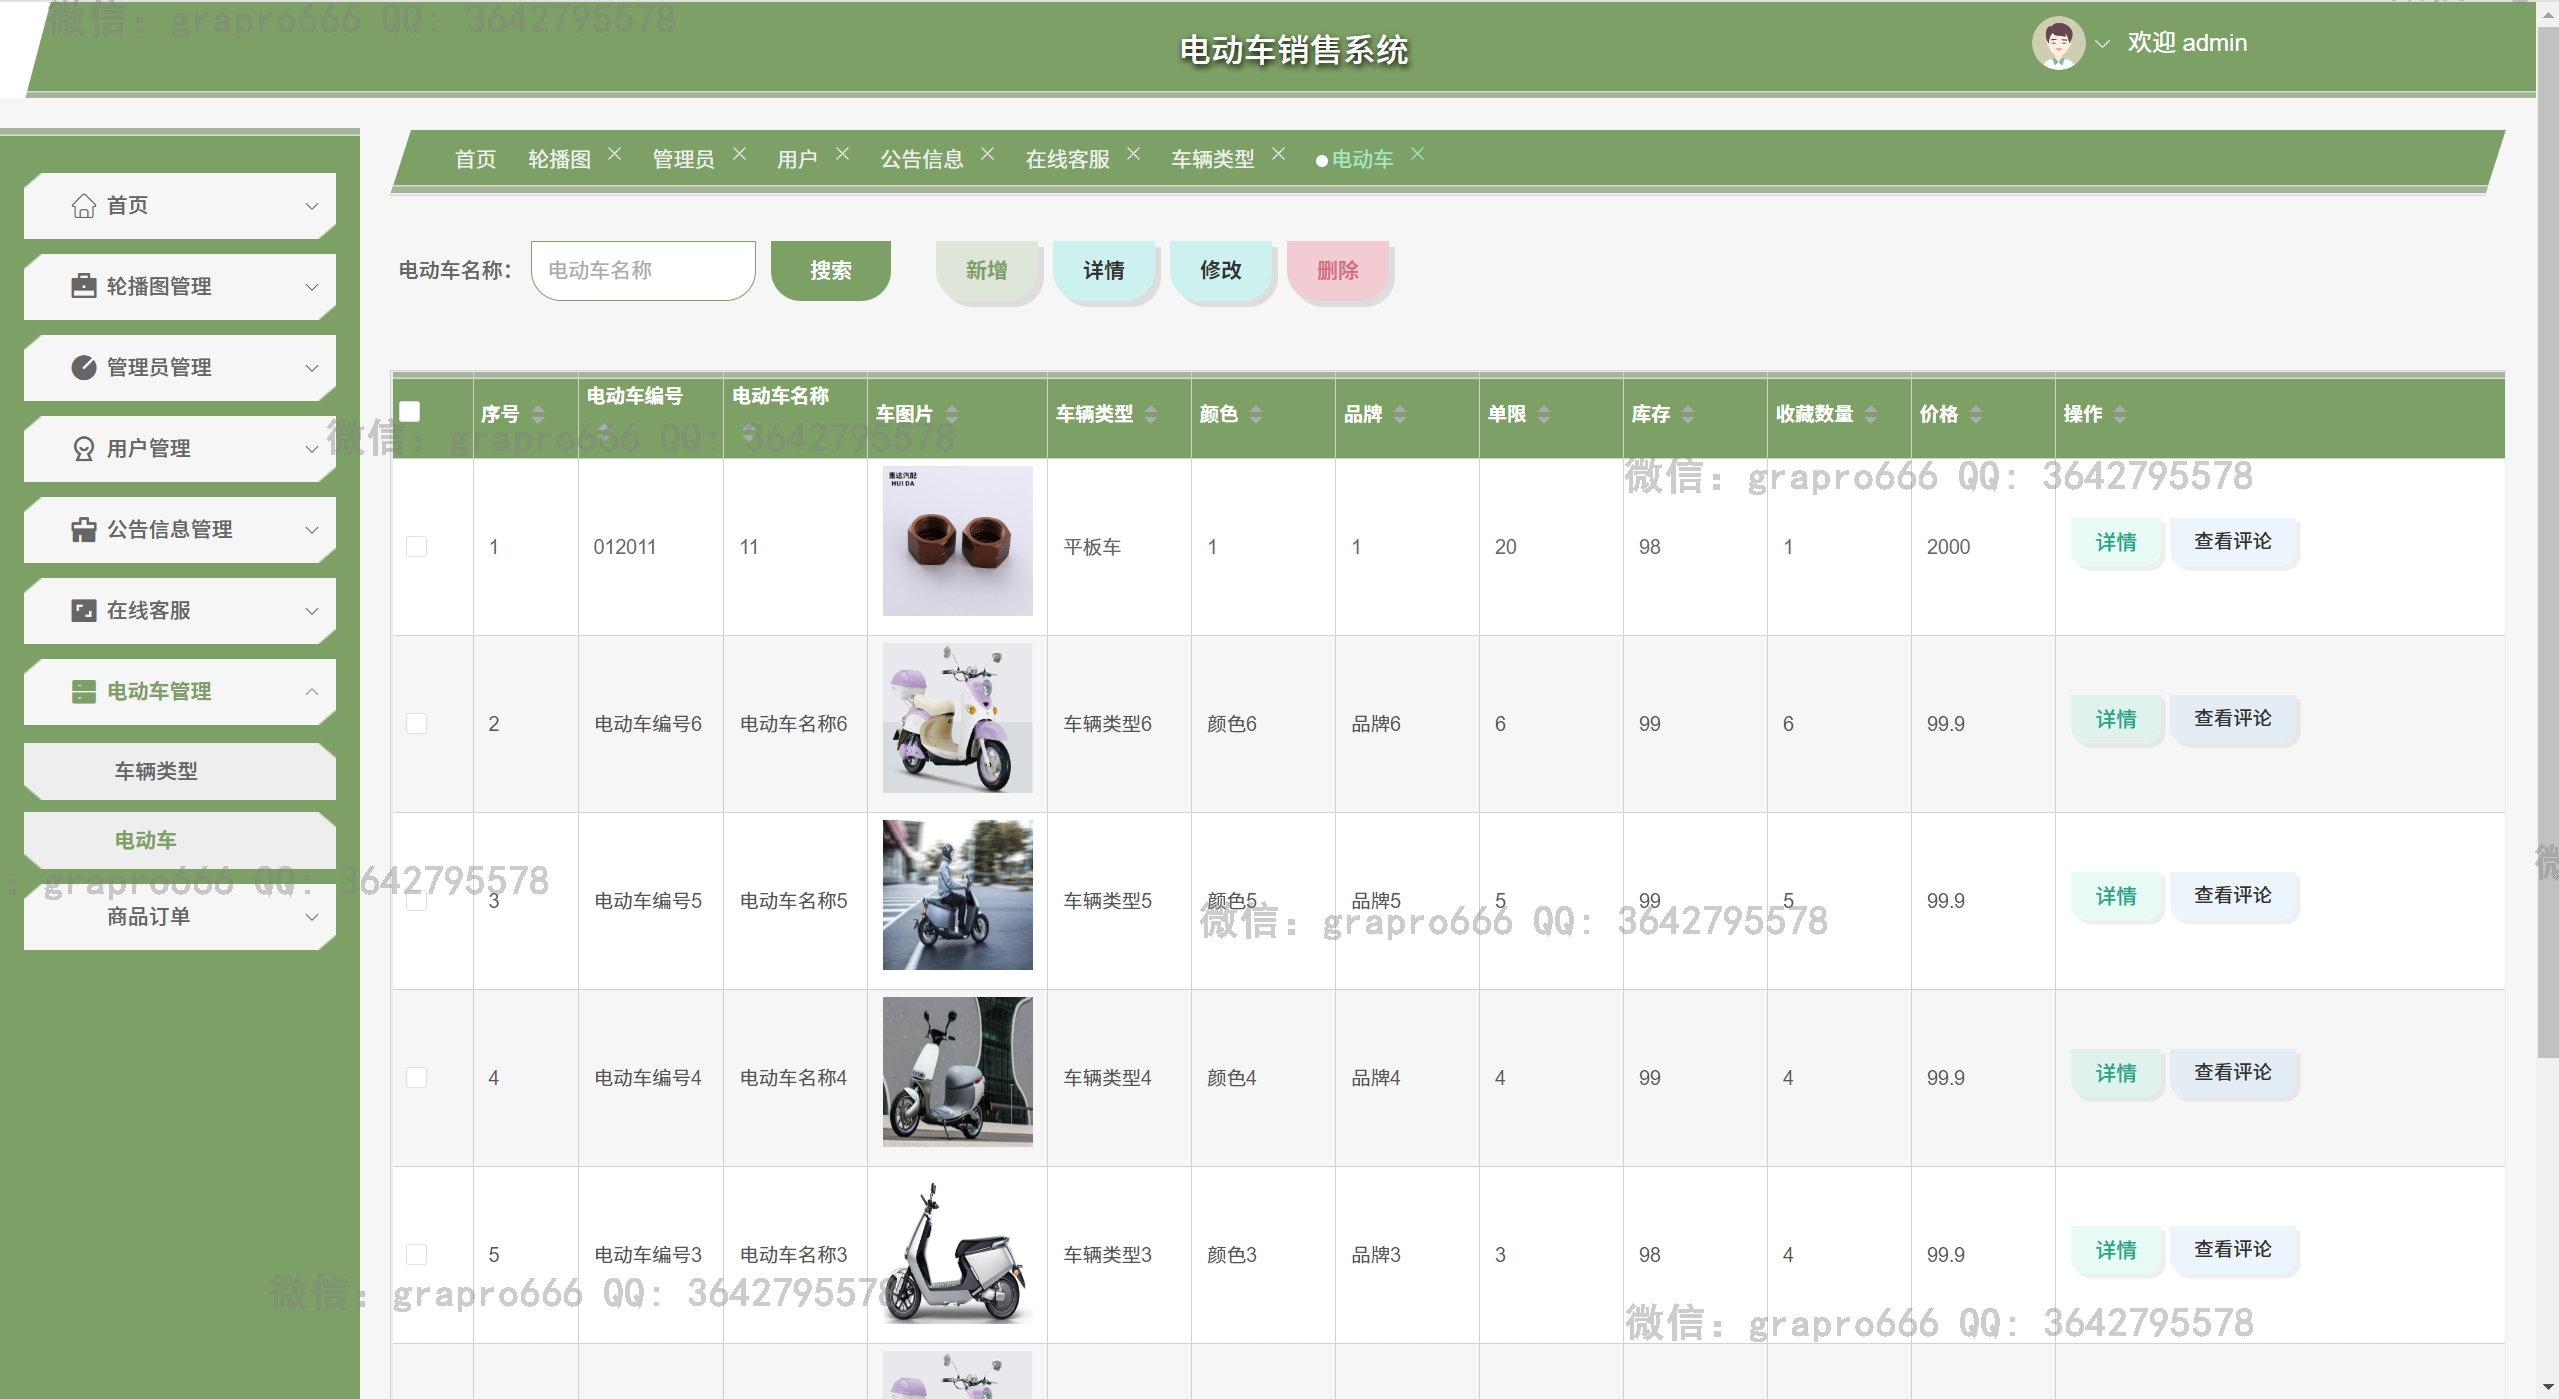 微信: grapro666 QQ: 3642795578
电动车销售系统
欢迎 admin
首页 轮播图 管理员 用户 公告信息 在线客服 车辆类型 电动车
首页
轮播图管理
管理员管理
用户管理
公告信息管理
在线客服
电动车管理
车辆类型
电动车
商品订单
电动车名称: 电动车名称 搜索 新增 详情 修改 删除
序号 电动车编号 电动车名称 车图片 车辆类型 颜色 品牌 单限 库存 收藏数量 价格 操作
微信: grapro666 QQ: 3642795578
微信: grapro666 QQ: 3642795578
惠达汽配
HUI DA
1 012011 11 平板车 1 1 20 98 1 2000 详情 查看评论
2 电动车编号6 电动车名称6 车辆类型6 颜色6 品牌6 6 99 6 99.9 详情 查看评论
: grapro666 QQ: 3642795578
微
3 电动车编号5 电动车名称5 车辆类型5 颜色5 品牌5 5 99 5 99.9 详情 查看评论
微信: grapro666 QQ: 3642795578
4 电动车编号4 电动车名称4 车辆类型4 颜色4 品牌4 4 99 4 99.9 详情 查看评论
5 电动车编号3 电动车名称3 车辆类型3 颜色3 品牌3 3 98 4 99.9 详情 查看评论
微信: grapro666 QQ: 3642795578
微信: grapro666 QQ: 3642795578